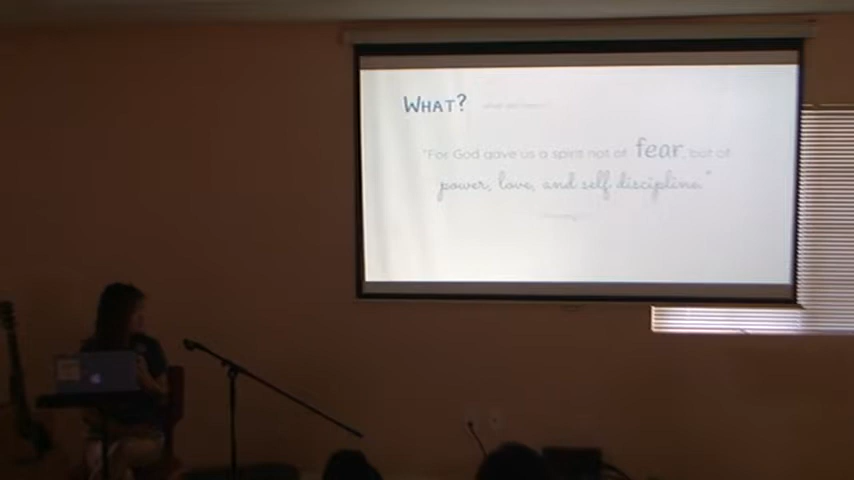 WHAT?
"For God gave us a spirit not of fear, but of
power, love, and self discipline."